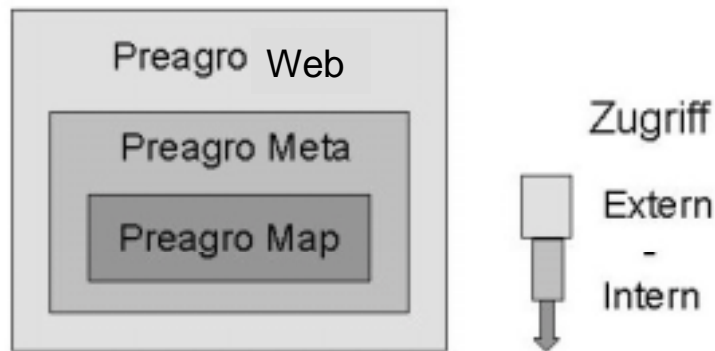 Preagro Web
Preagro Meta
Preagro Map
Zugriff
Extern
-
Intern